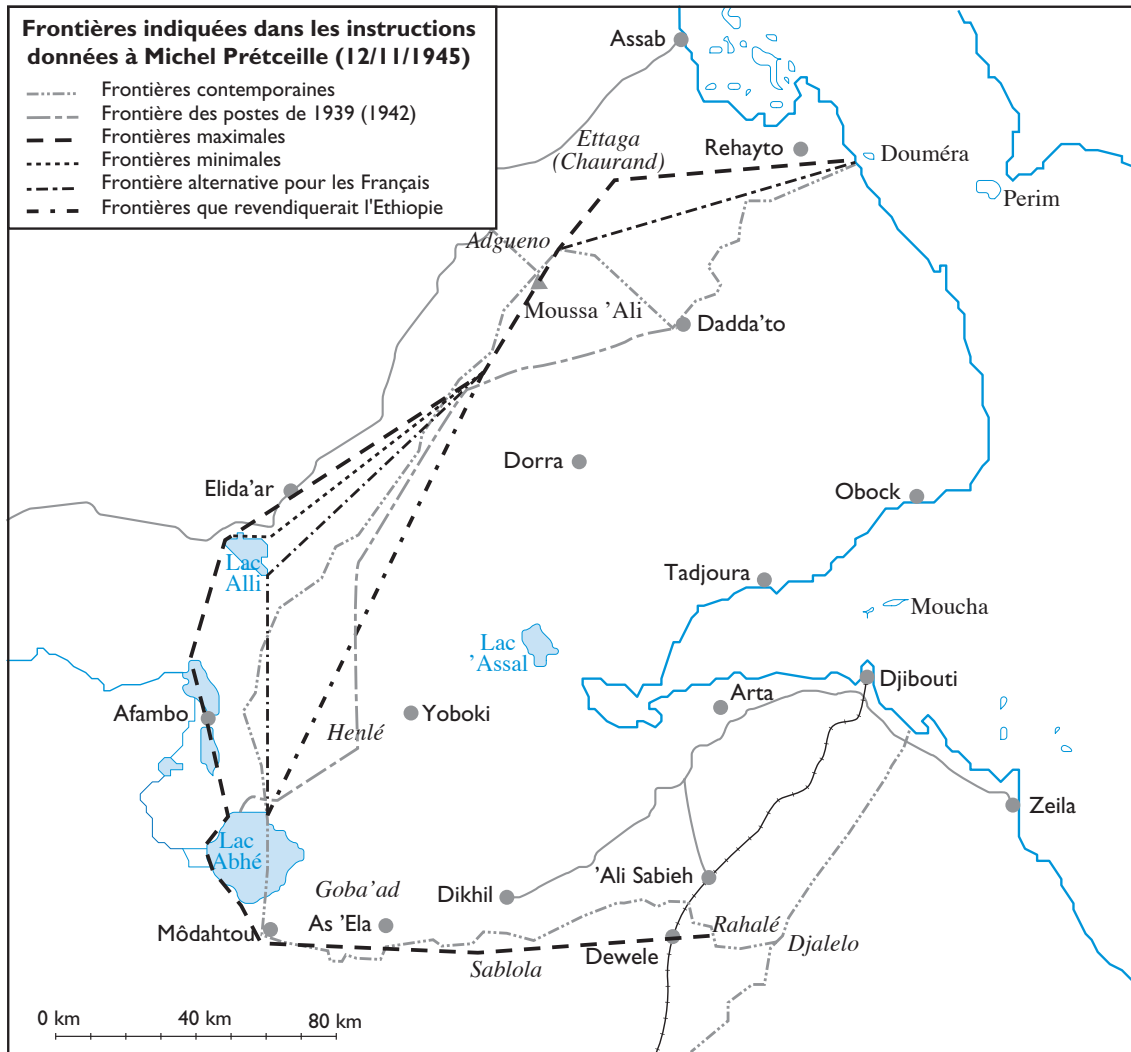 Frontières indiquées dans les instructions
données à Michel Prétceille (12/11/1945)
Frontières contemporaines
Frontière des postes de 1939 (1942)
Frontières maximales
Frontières minimales
Frontière alternative pour les Français
Frontières que revendiquerait l'Ethiopie
Assab
Ettaga
(Chaurand)
Rehayto
Douméra
Perim
Adgueno
Moussa ’Ali
Dadda’to
Dorra
Elida’ar
Obock
Lac
Alli
Tadjoura
Moucha
Lac
’Assal
Djibouti
Arta
Afambo
Yoboki
Henlé
Zeila
Lac
Abhé
’Ali Sabieh
Goba’ad
Dikhil
As ’Ela
Môdahtou
Rahalé
Dewele
Djalelo
Sablola
0 km
40 km
80 km